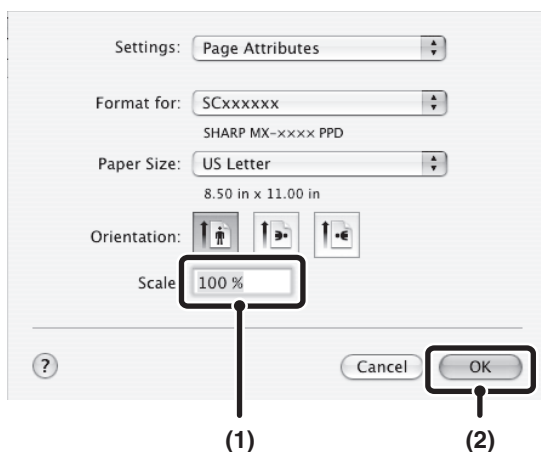 Settings: Page Attributes
Format for: SCxxxxxx
SHARP MX-xxxx PPD
Paper Size: US Letter
8.50 in x 11.00 in
Orientation:
Scale 100 %
? Cancel OK
(1) (2)